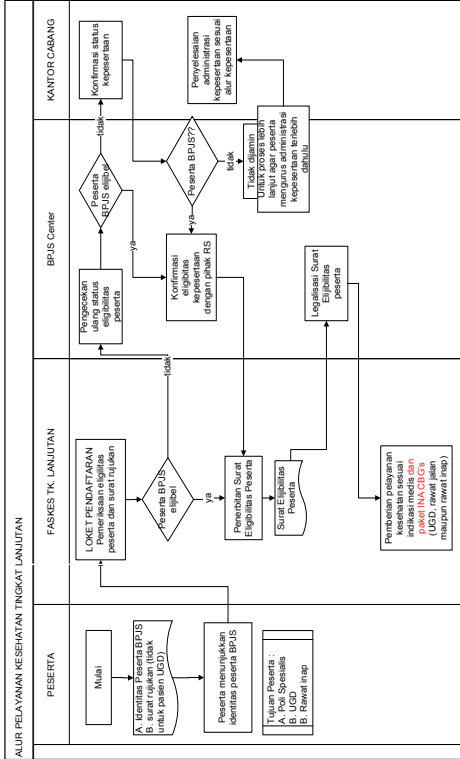 ALUR PELAYANAN KESEHATAN TINGKAT LANJUTAN
PESERTA
Mulai
A. Identitas Peserta BPJS
B. surat rujukan (tidak
untuk pasien UGD)
Peserta menunjukkan
identitas peserta BPJS
Tujuan Peserta :
A. Poli Spesialis
B. UGD
B. Rawat inap
FASKES TK. LANJUTAN
LOKET PENDAFTARAN
Pemeriksaan eligilitas
peserta dan surat rujukan
Peserta BPJS
elijibel
tidak
ya
Penerbitan Surat
Eligibilitas Peserta
Surat Elijibilitas
Peserta
Pemberian pelayanan
kesehatan sesuai
indikasi medis dan
paket INA CBG's
(UGD, rawat jalan
maupun rawat inap)
BPJS Center
Pengecekan
ulang status
eligibilitas
peserta
Peserta
BPJS elijibel
tidak
ya
Konfirmasi
eligibitas
kepesertaan
dengan pihak RS
Peserta BPJS??
ya
tidak
Tidak dijamin
Untuk proses lebih
lanjut agar peserta
mengurus administrasi
kepesertaan terlebih
dahulu
Legalisasi Surat
Elijibilitas
peserta
KANTOR CABANG
Konfirmasi status
kepesertaan
Penyelesaian
administrasi
kepesertaan sesuai
alur kepesertaan